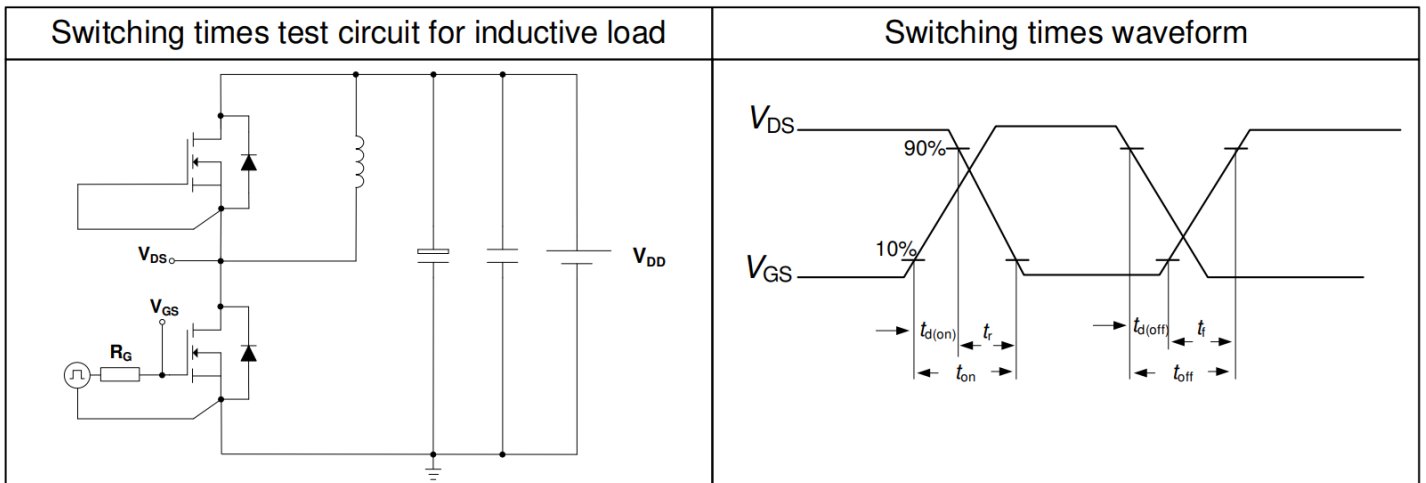 Switching times test circuit for inductive load
Switching times waveform
VDS
VGS
RG
VDD
VDS
90%
10%
VGS
td(on)
tr
ton
td(off)
tf
toff